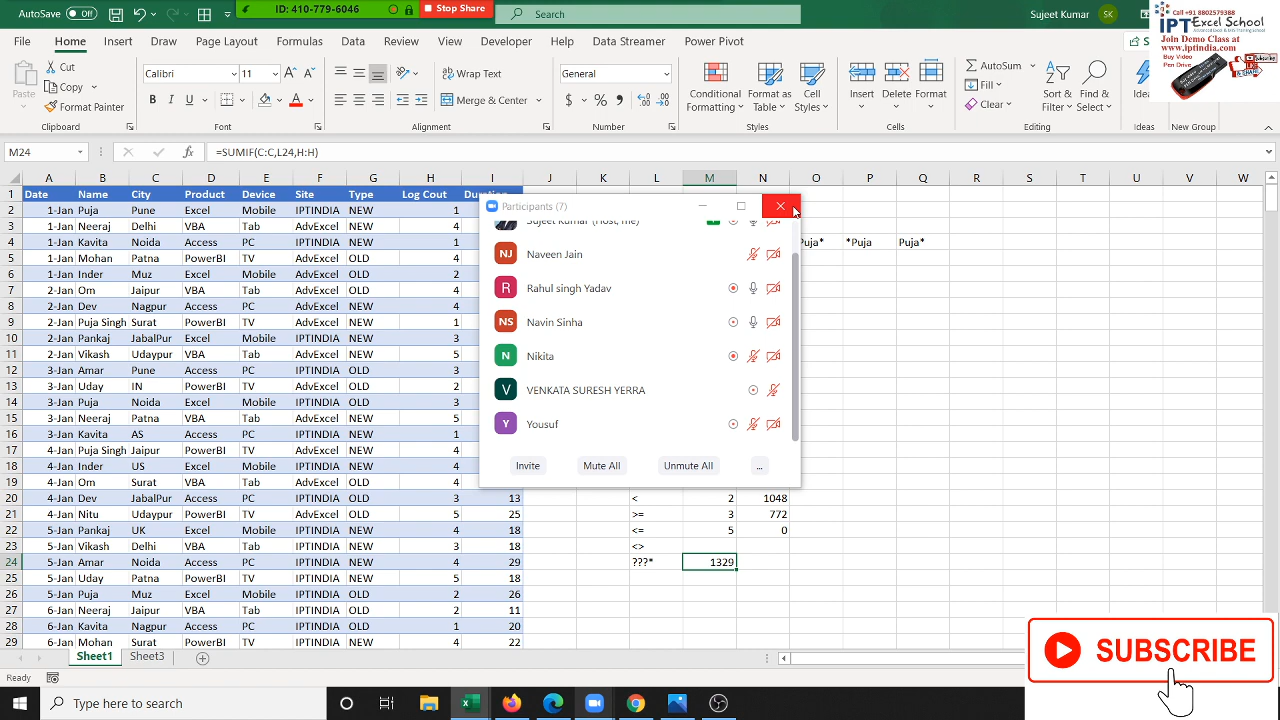 AutoSave Off
ID: 410-779-6046 Stop Share
Search
Sujeet Kumar SK
File Home Insert Draw Page Layout Formulas Data Review View Developer Help Data Streamer Power Pivot
Call +91 8802579388
IPT Excel School
Join Demo Class at
www.iptindia.com
Buy Video
Pen Drive
Paste Cut Copy Format Painter
Calibri 11
Wrap Text
Merge & Center
General
Conditional Formatting Format as Table Cell Styles
Insert Delete Format
AutoSum Fill Clear
Sort & Filter Find & Select
Ideas
Clipboard Font Alignment Number Styles Cells Editing Ideas New Group
M24 =SUMIF(C:C,L24,H:H)
A B C D E F G H I J K L M N O P Q R S T U V W
1 Date Name City Product Device Site Type Log Cout Duration
2 1-Jan Puja Pune Excel Mobile IPTINDIA NEW 1
3 1-Jan Neeraj Delhi VBA Tab AdvExcel NEW 4
4 1-Jan Kavita Noida Access PC IPTINDIA NEW 1 Puja* *Puja Puja*
5 1-Jan Mohan Patna PowerBI TV AdvExcel OLD 4
6 1-Jan Inder Muz Excel Mobile IPTINDIA OLD 2
7 2-Jan Om Jaipur VBA Tab AdvExcel OLD 4
8 2-Jan Dev Nagpur Access PC IPTINDIA OLD 4
9 2-Jan Puja Singh Surat PowerBI TV AdvExcel NEW 1
10 2-Jan Pankaj JabalPur Excel Mobile IPTINDIA NEW 3
11 2-Jan Vikash Udaypur VBA Tab AdvExcel NEW 5
12 3-Jan Amar Pune Access PC IPTINDIA OLD 3
13 3-Jan Uday IN PowerBI TV AdvExcel OLD 2
14 3-Jan Puja Noida Excel Mobile IPTINDIA OLD 3
15 3-Jan Neeraj Patna VBA Tab AdvExcel NEW 5
16 3-Jan Kavita AS Access PC IPTINDIA NEW 1
17 4-Jan Puja Singh Jaipur PowerBI TV AdvExcel OLD 4
18 4-Jan Inder US Excel Mobile IPTINDIA NEW 4
19 4-Jan Om Surat VBA Tab AdvExcel OLD 4
20 4-Jan Dev JabalPur Access PC IPTINDIA OLD 3 13 < 2 1048
21 4-Jan Nitu Udaypur PowerBI TV AdvExcel OLD 5 25 >= 3 772
22 5-Jan Pankaj UK Excel Mobile IPTINDIA NEW 4 18 <= 5 0
23 5-Jan Vikash Delhi VBA Tab AdvExcel NEW 3 18 <>
24 5-Jan Amar Noida Access PC IPTINDIA NEW 4 29 ???* 1329
25 5-Jan Uday Patna PowerBI TV AdvExcel NEW 5 18
26 5-Jan Puja Muz Excel Mobile IPTINDIA OLD 2 26
27 6-Jan Neeraj Jaipur VBA Tab AdvExcel OLD 2 11
28 6-Jan Kavita Nagpur Access PC IPTINDIA OLD 1 20
29 6-Jan Mohan Surat PowerBI TV AdvExcel NEW 4 22
Participants (7)
Sujeet Kumar (Host, me)
NJ Naveen Jain
R Rahul singh Yadav
NS Navin Sinha
N Nikita
V VENKATA SURESH YERRA
Y Yousuf
Invite Mute All Unmute All ...
Sheet1 Sheet3
Ready
SUBSCRIBE
Type here to search